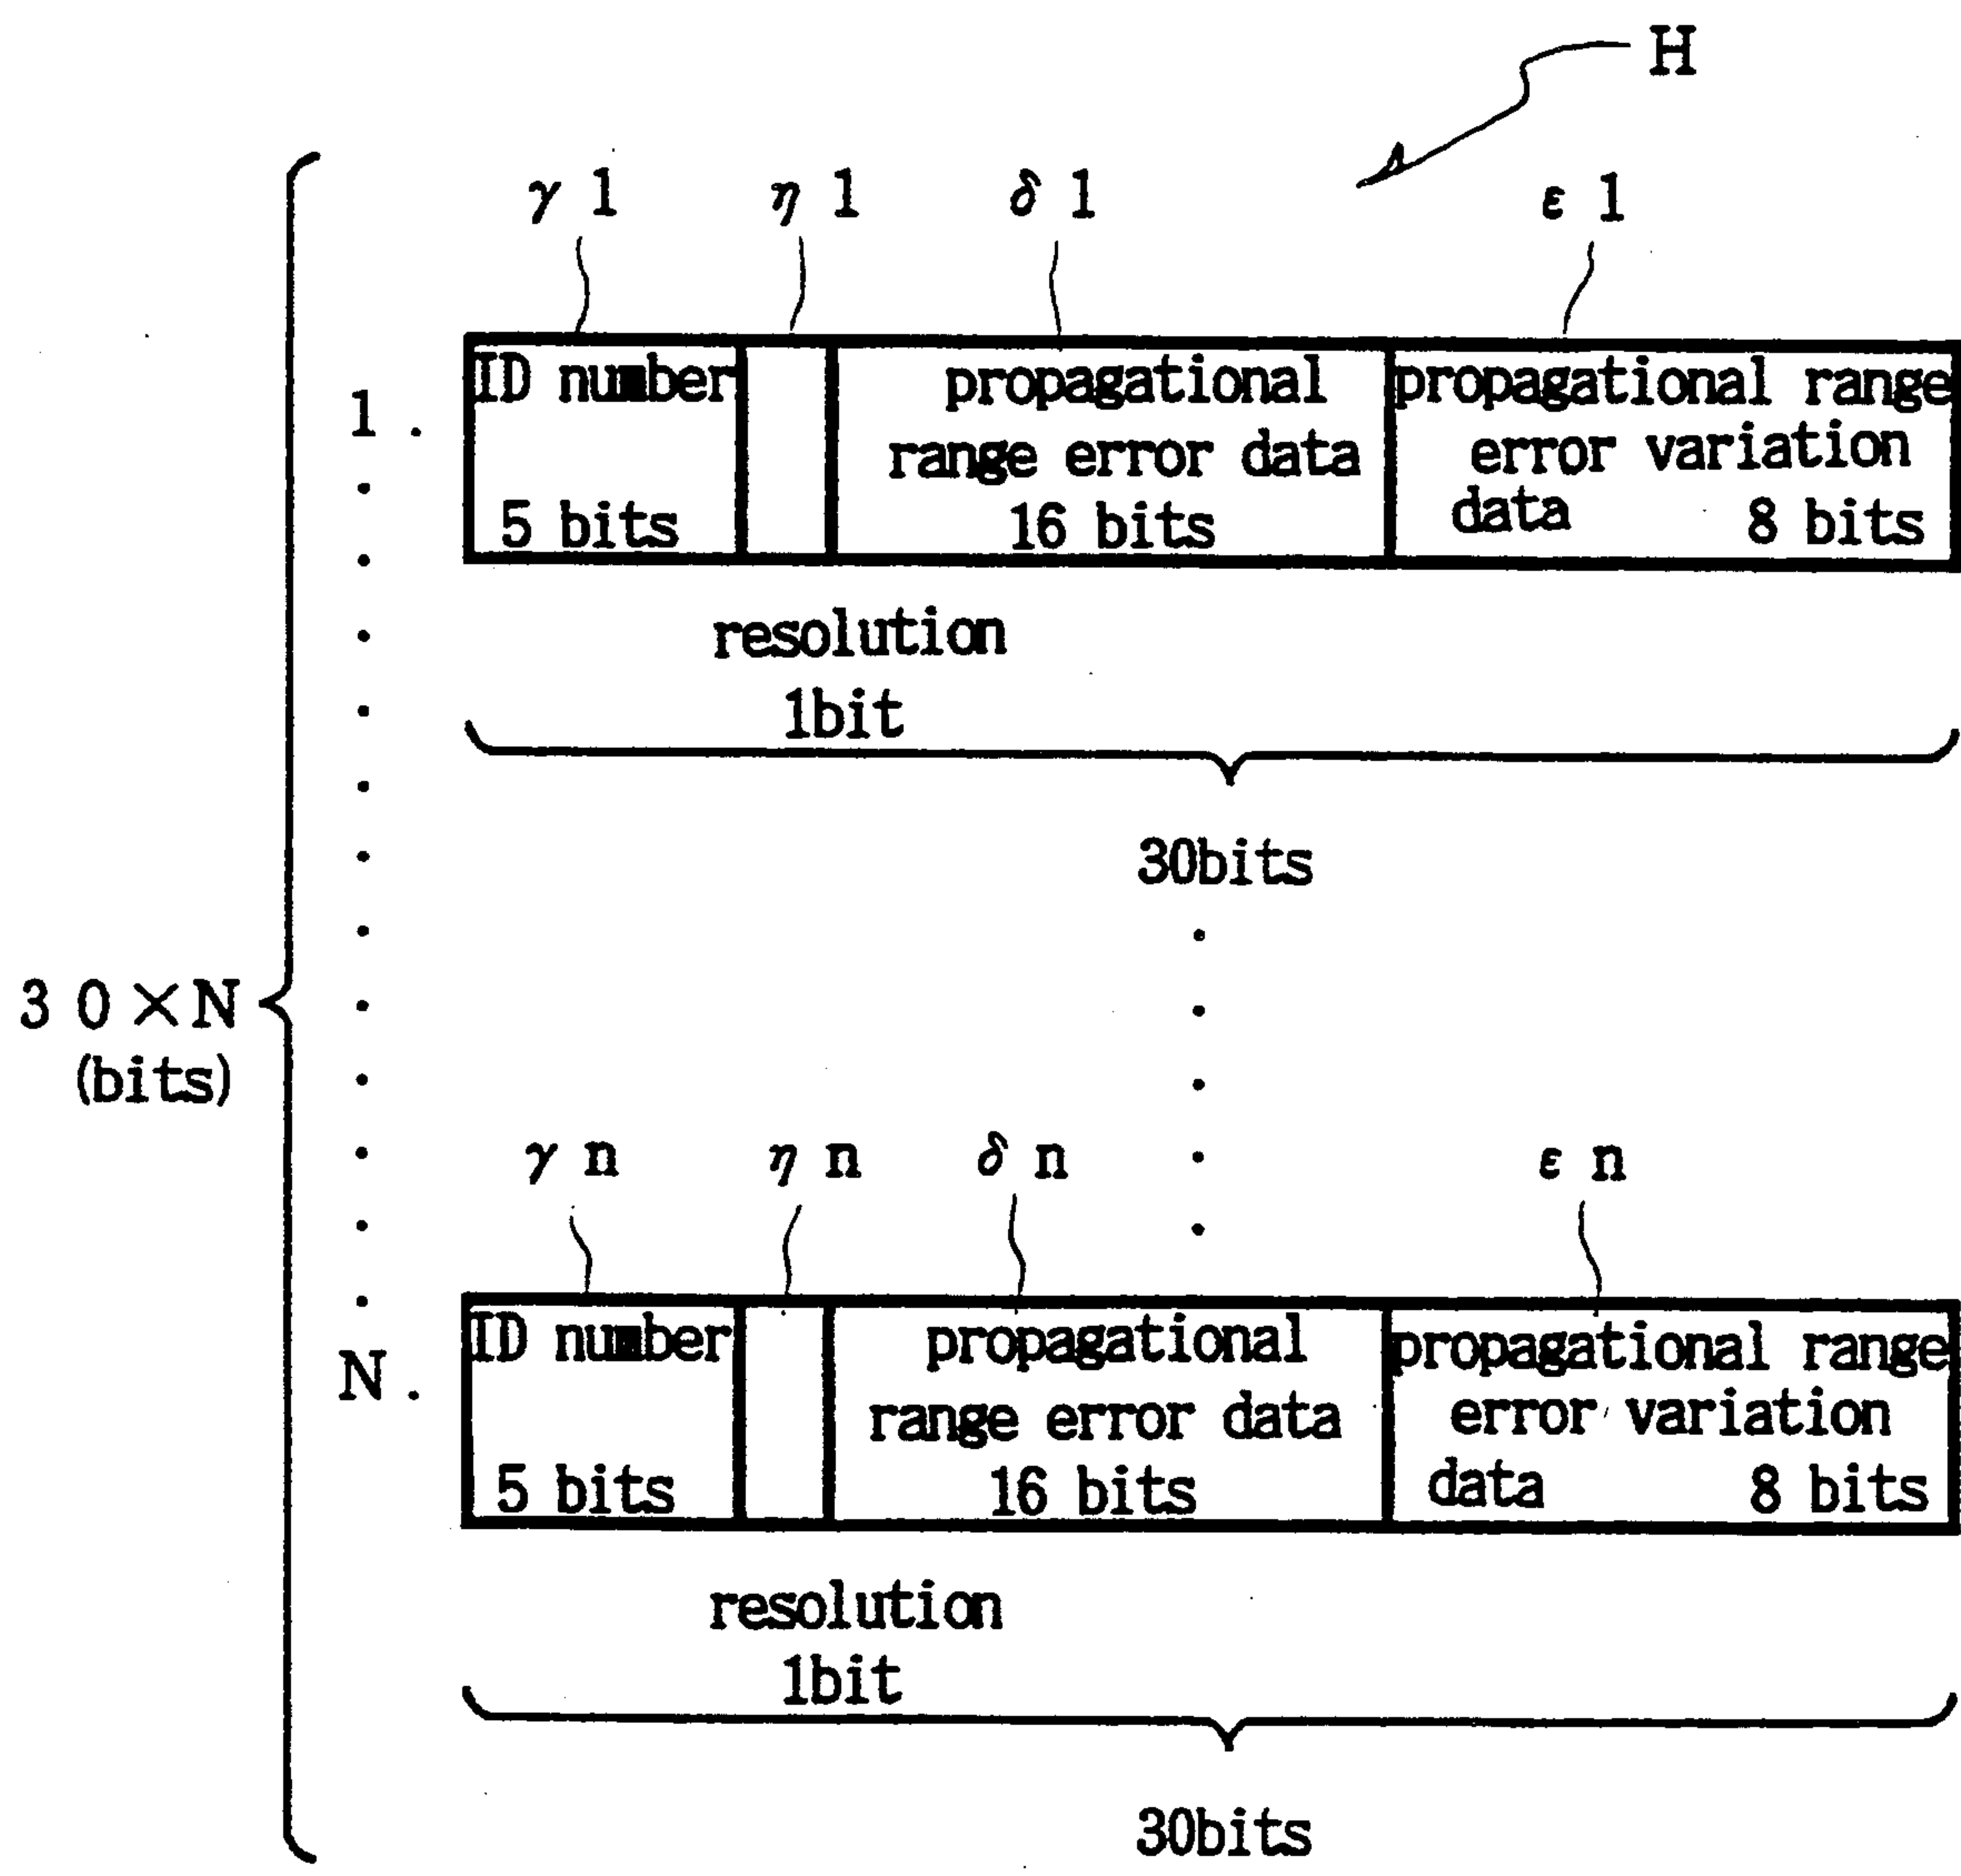 H
γ 1 η 1 δ 1 ε 1
1 .
ID number
5 bits
propagational
range error data
16 bits
propagational range
error variation
data 8 bits
resolution
1bit
30bits
3 0 ×N
(bits)
γ n η n δ n ε n
N .
ID number
5 bits
propagational
range error data
16 bits
propagational range
error variation
data 8 bits
resolution
1bit
30bits